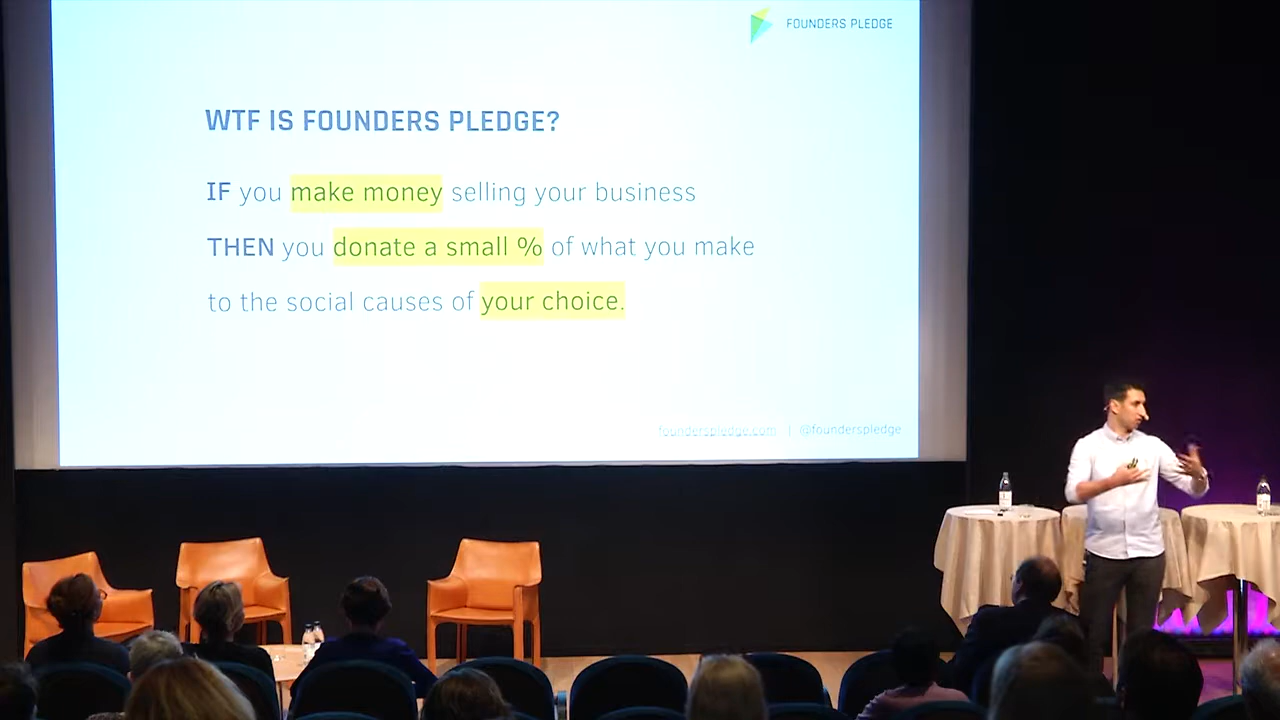 FOUNDERS PLEDGE
WTF IS FOUNDERS PLEDGE?
IF you make money selling your business
THEN you donate a small % of what you make
to the social causes of your choice.
founderspledge.com | @founderspledge